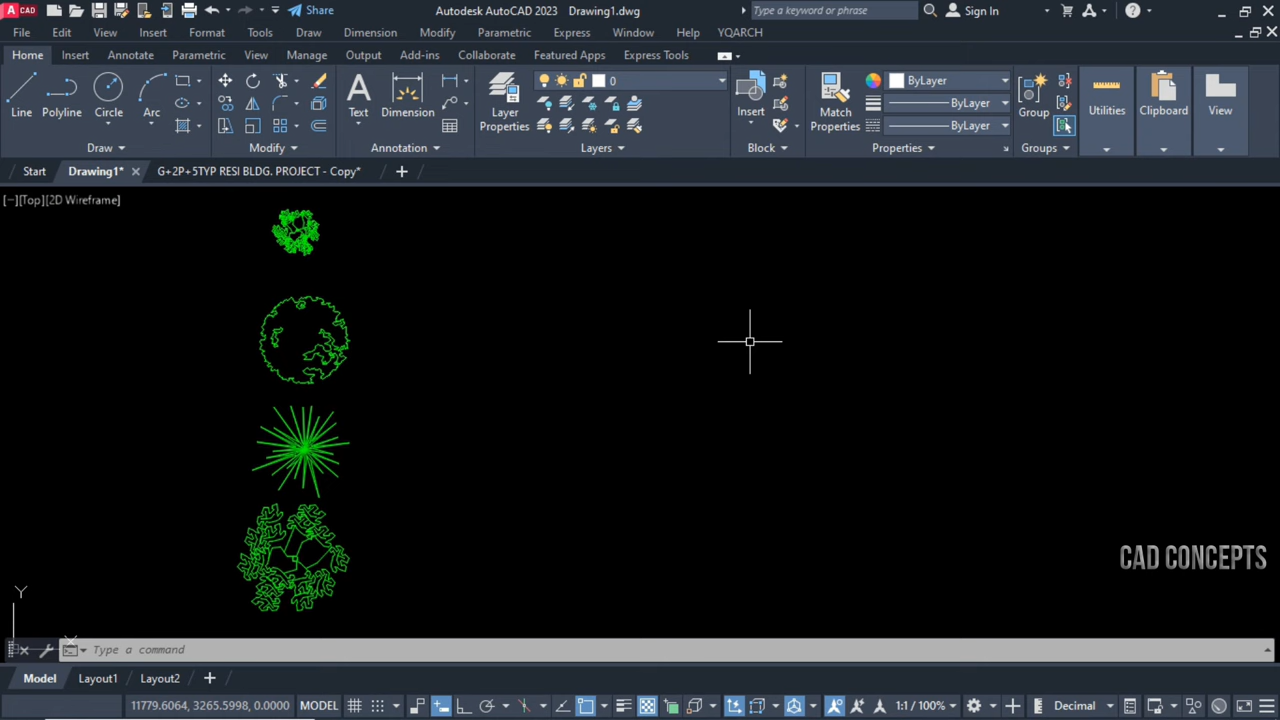 CAD
Share
Autodesk AutoCAD 2023 Drawing1.dwg
Type a keyword or phrase
Sign In
File Edit View Insert Format Tools Draw Dimension Modify Parametric Express Window Help YQARCH
Home Insert Annotate Parametric View Manage Output Add-ins Collaborate Featured Apps Express Tools
0
ByLayer
ByLayer
ByLayer
Line Polyline Circle Arc
Text Dimension
Layer
Properties
Insert
Match
Properties
Group
Utilities
Clipboard
View
Draw Modify Annotation Layers Block Properties Groups
Start Drawing1* G+2P+5TYP RESI BLDG. PROJECT - Copy*
[−][Top][2D Wireframe]
CAD CONCEPTS
Y
X
Type a command
Model Layout1 Layout2
11779.6064, 3265.5998, 0.0000 MODEL 1:1 / 100% Decimal